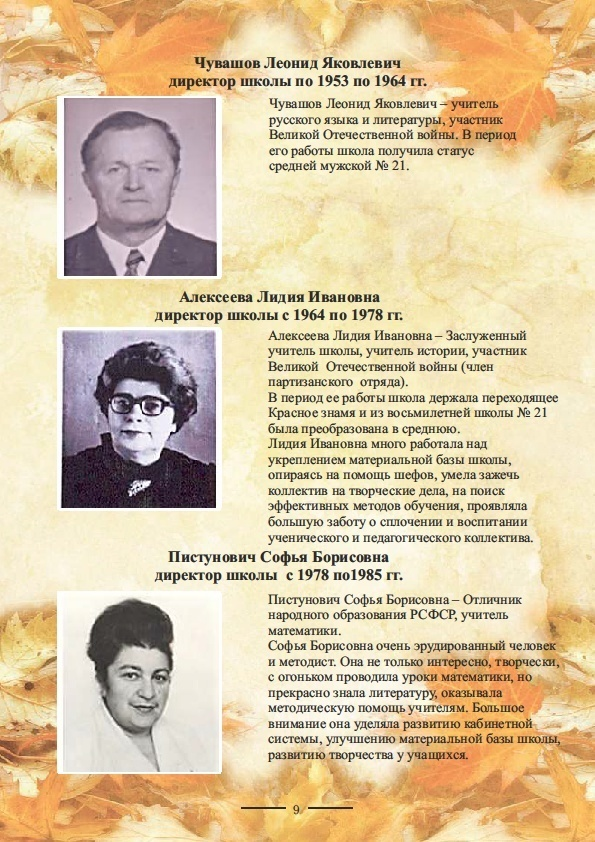 Чувашов Леонид Яковлевич
директор школы по 1953 по 1964 гг.
Чувашов Леонид Яковлевич – учитель
русского языка и литературы, участник
Великой Отечественной войны. В период
его работы школа получила статус
средней мужской № 21.
Алексеева Лидия Ивановна
директор школы с 1964 по 1978 гг.
Алексеева Лидия Ивановна – Заслуженный
учитель школы, учитель истории, участник
Великой Отечественной войны (член
партизанского отряда).
В период ее работы школа держала переходящее
Красное знамя и из восьмилетней школы № 21
была преобразована в среднюю.
Лидия Ивановна много работала над
укреплением материальной базы школы,
опираясь на помощь шефов, умела зажечь
коллектив на творческие дела, на поиск
эффективных методов обучения, проявляла
большую заботу о сплочении и воспитании
ученического и педагогического коллектива.
Пистунович Софья Борисовна
директор школы с 1978 по1985 гг.
Пистунович Софья Борисовна – Отличник
народного образования РСФСР, учитель
математики.
Софья Борисовна очень эрудированный человек
и методист. Она не только интересно, творчески,
с огоньком проводила уроки математики, но
прекрасно знала литературу, оказывала
методическую помощь учителям. Большое
внимание она уделяла развитию кабинетной
системы, улучшению материальной базы школы,
развитию творчества у учащихся.
9